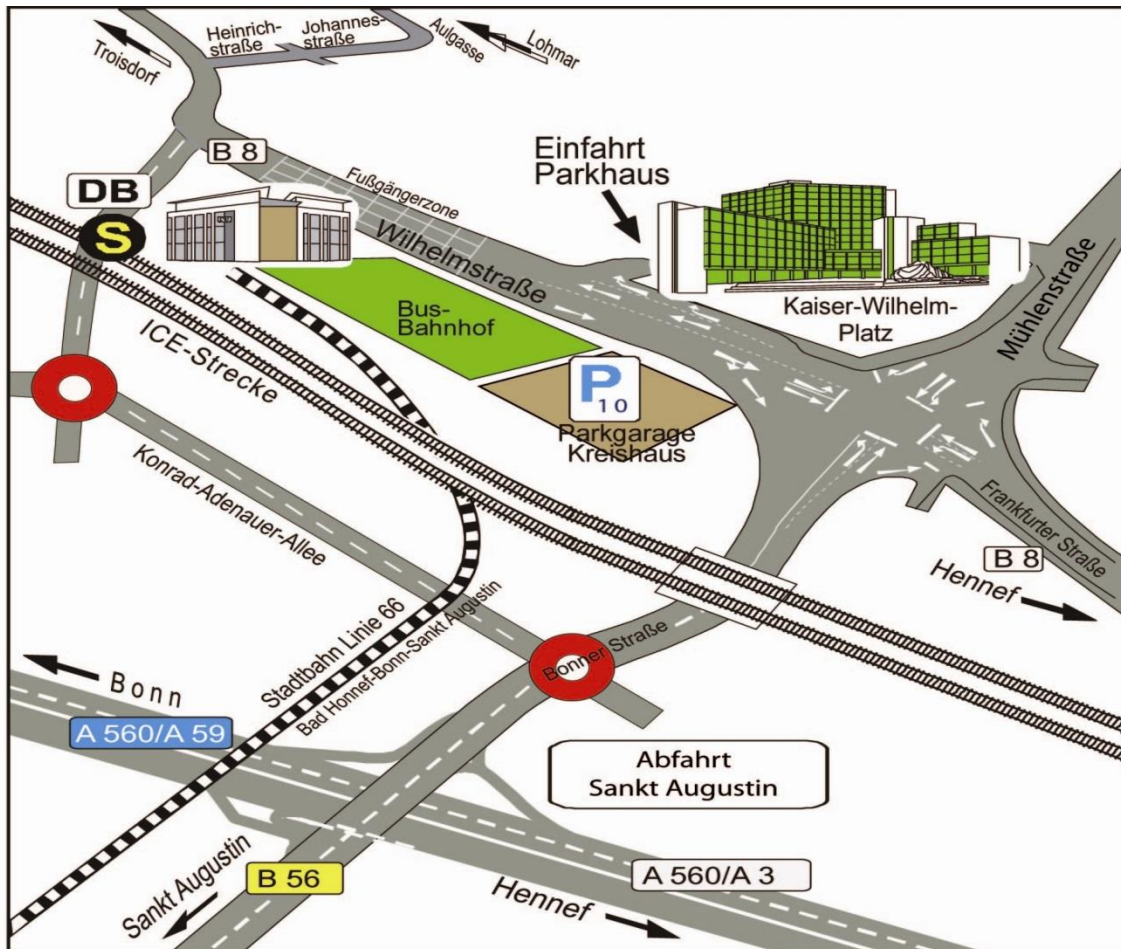 Heinrich-
straße
Johannes-
straße
Aulgasse
Lohmar
Troisdorf
B 8
Einfahrt
Parkhaus
Fußgängerzone
DB
S
Wilhelmstraße
Kaiser-Wilhelm-
Platz
Mühlenstraße
Bus-
Bahnhof
ICE-Strecke
P
10
Parkgarage
Kreishaus
Konrad-Adenauer-Allee
Frankfurter Straße
B 8
Hennef
Stadtbahn Linie 66
Bad Honnef-Bonn-Sankt Augustin
Bonner Straße
Bonn
A 560/A 59
Abfahrt
Sankt Augustin
Sankt Augustin
B 56
A 560/A 3
Hennef